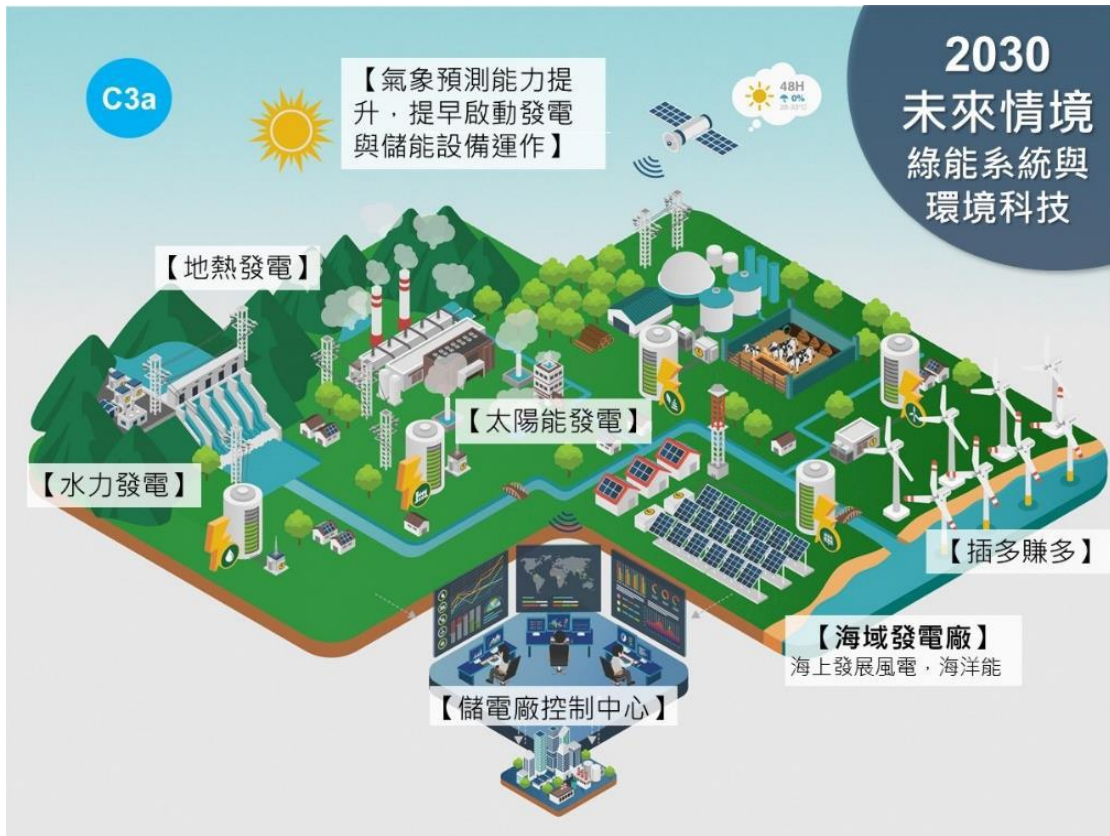 C3a
【氣象預測能力提
升，提早啟動發電
與儲能設備運作】
48H
0%
2030
未來情境
綠能系統與
環境科技
【地熱發電】
【太陽能發電】
【水力發電】
【插多賺多】
【海域發電廠】
海上發展風電，海洋能
【儲電廠控制中心】